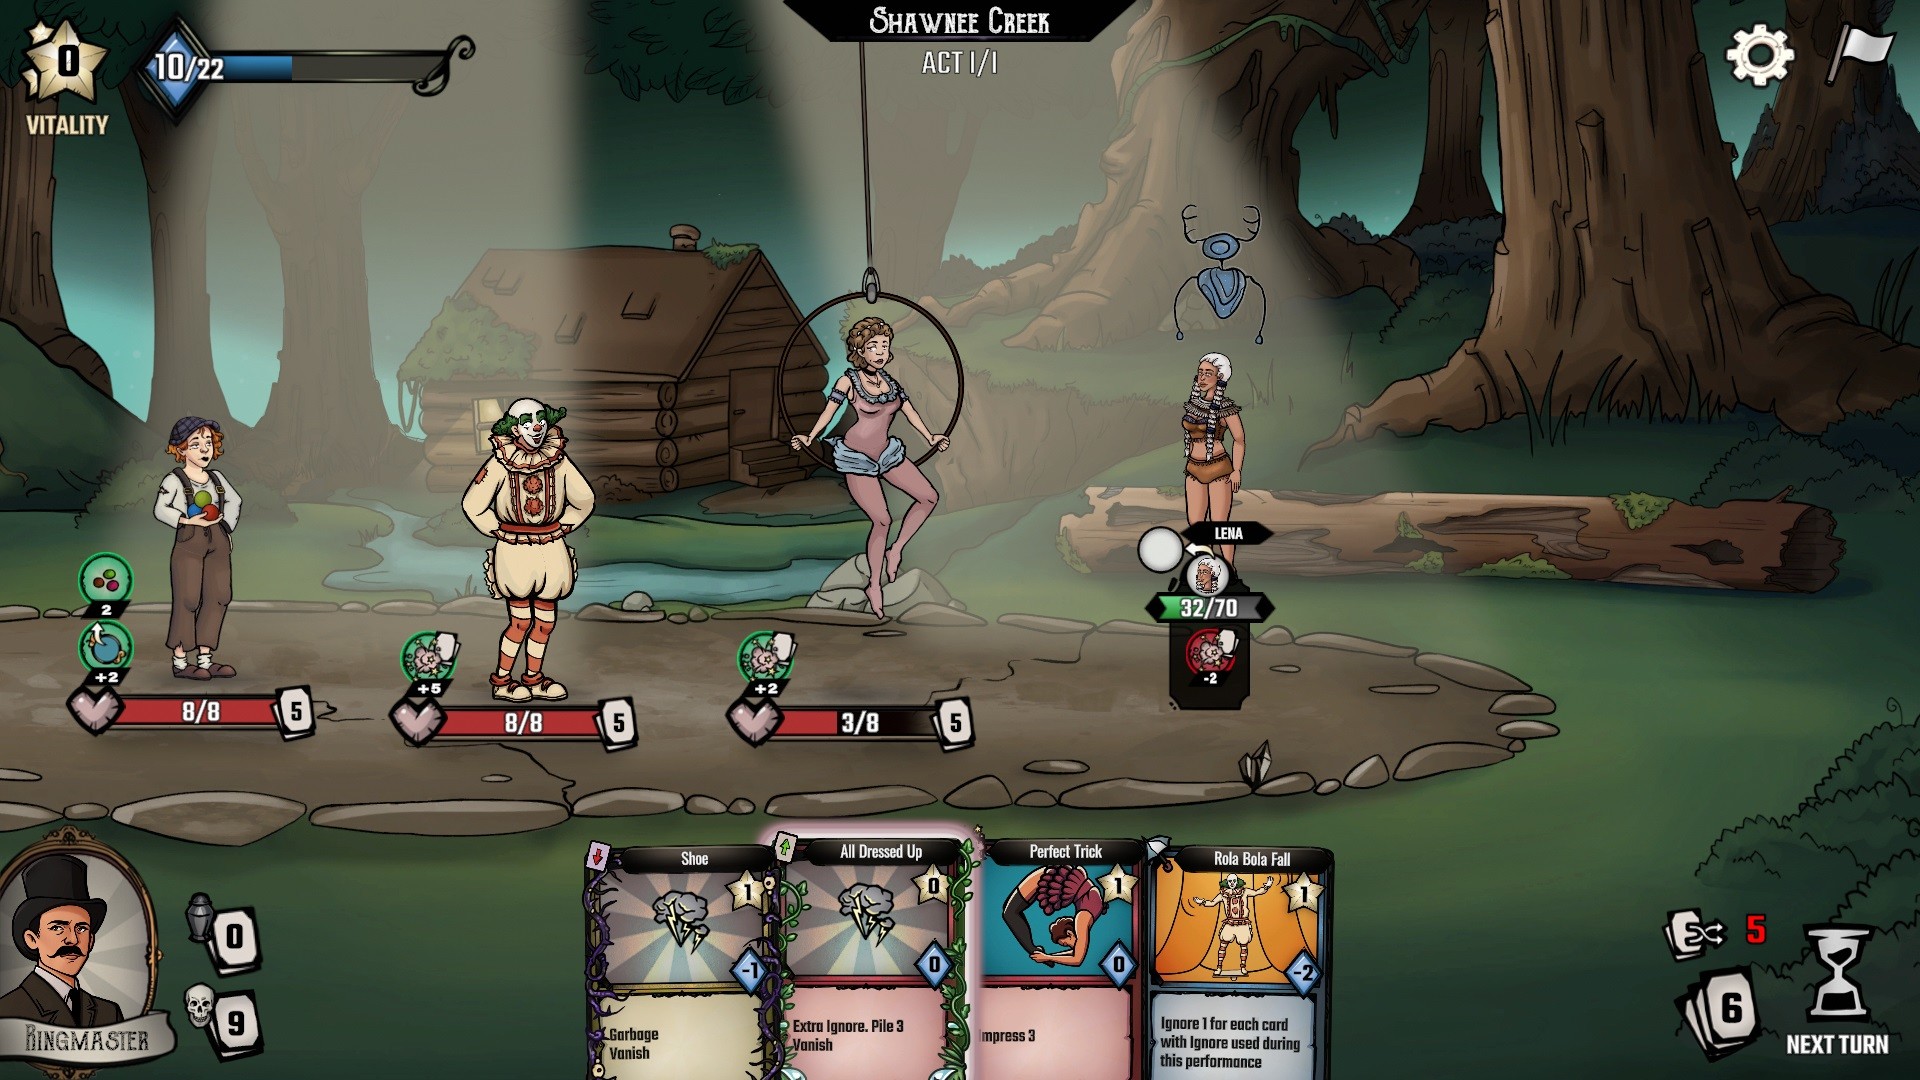 SHAWNEE CREEK
ACT 1/1
0
VITALITY
10/22
LENA
32/70
-2
2
+2
8/8
5
+5
8/8
5
+2
3/8
5
RINGMASTER
0
9
Shoe
1
-1
Garbage
Vanish
All Dressed Up
0
0
Extra Ignore. Pile 3
Vanish
Perfect Trick
1
0
Impress 3
Rola Bola Fall
1
-2
Ignore 1 for each card
with Ignore used during
this performance
5
6
NEXT TURN